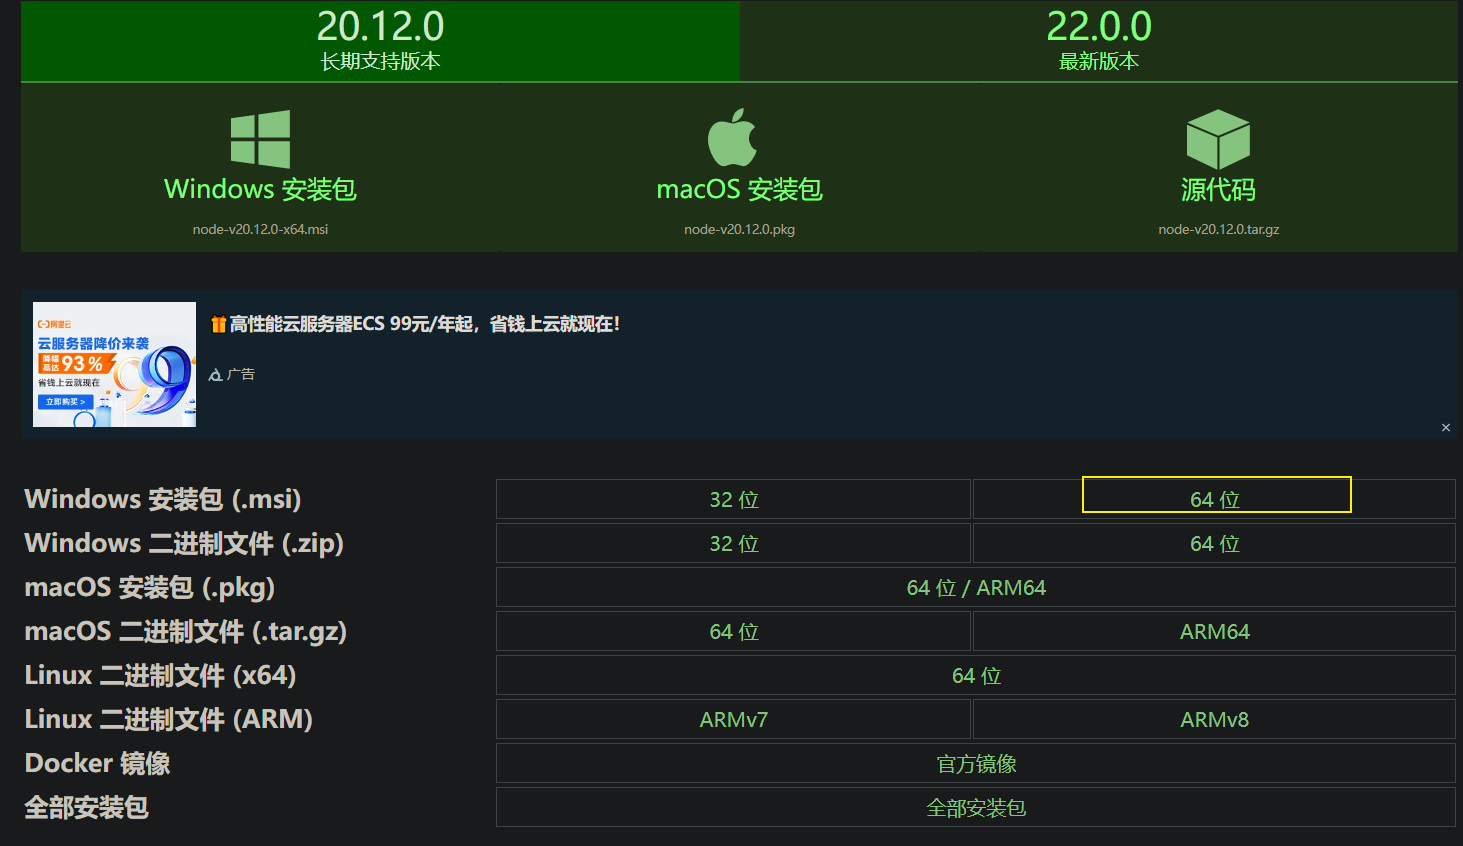 20.12.0
长期支持版本
22.0.0
最新版本
Windows 安装包
node-v20.12.0-x64.msi
macOS 安装包
node-v20.12.0.pkg
源代码
node-v20.12.0.tar.gz
阿里云
云服务器降价来袭
降幅
高达 93%
省钱上云就现在
立即购买 >
99
高性能云服务器ECS 99元/年起，省钱上云就现在！
广告
×
Windows 安装包 (.msi)
32 位
64 位
Windows 二进制文件 (.zip)
32 位
64 位
macOS 安装包 (.pkg)
64 位 / ARM64
macOS 二进制文件 (.tar.gz)
64 位
ARM64
Linux 二进制文件 (x64)
64 位
Linux 二进制文件 (ARM)
ARMv7
ARMv8
Docker 镜像
官方镜像
全部安装包
全部安装包